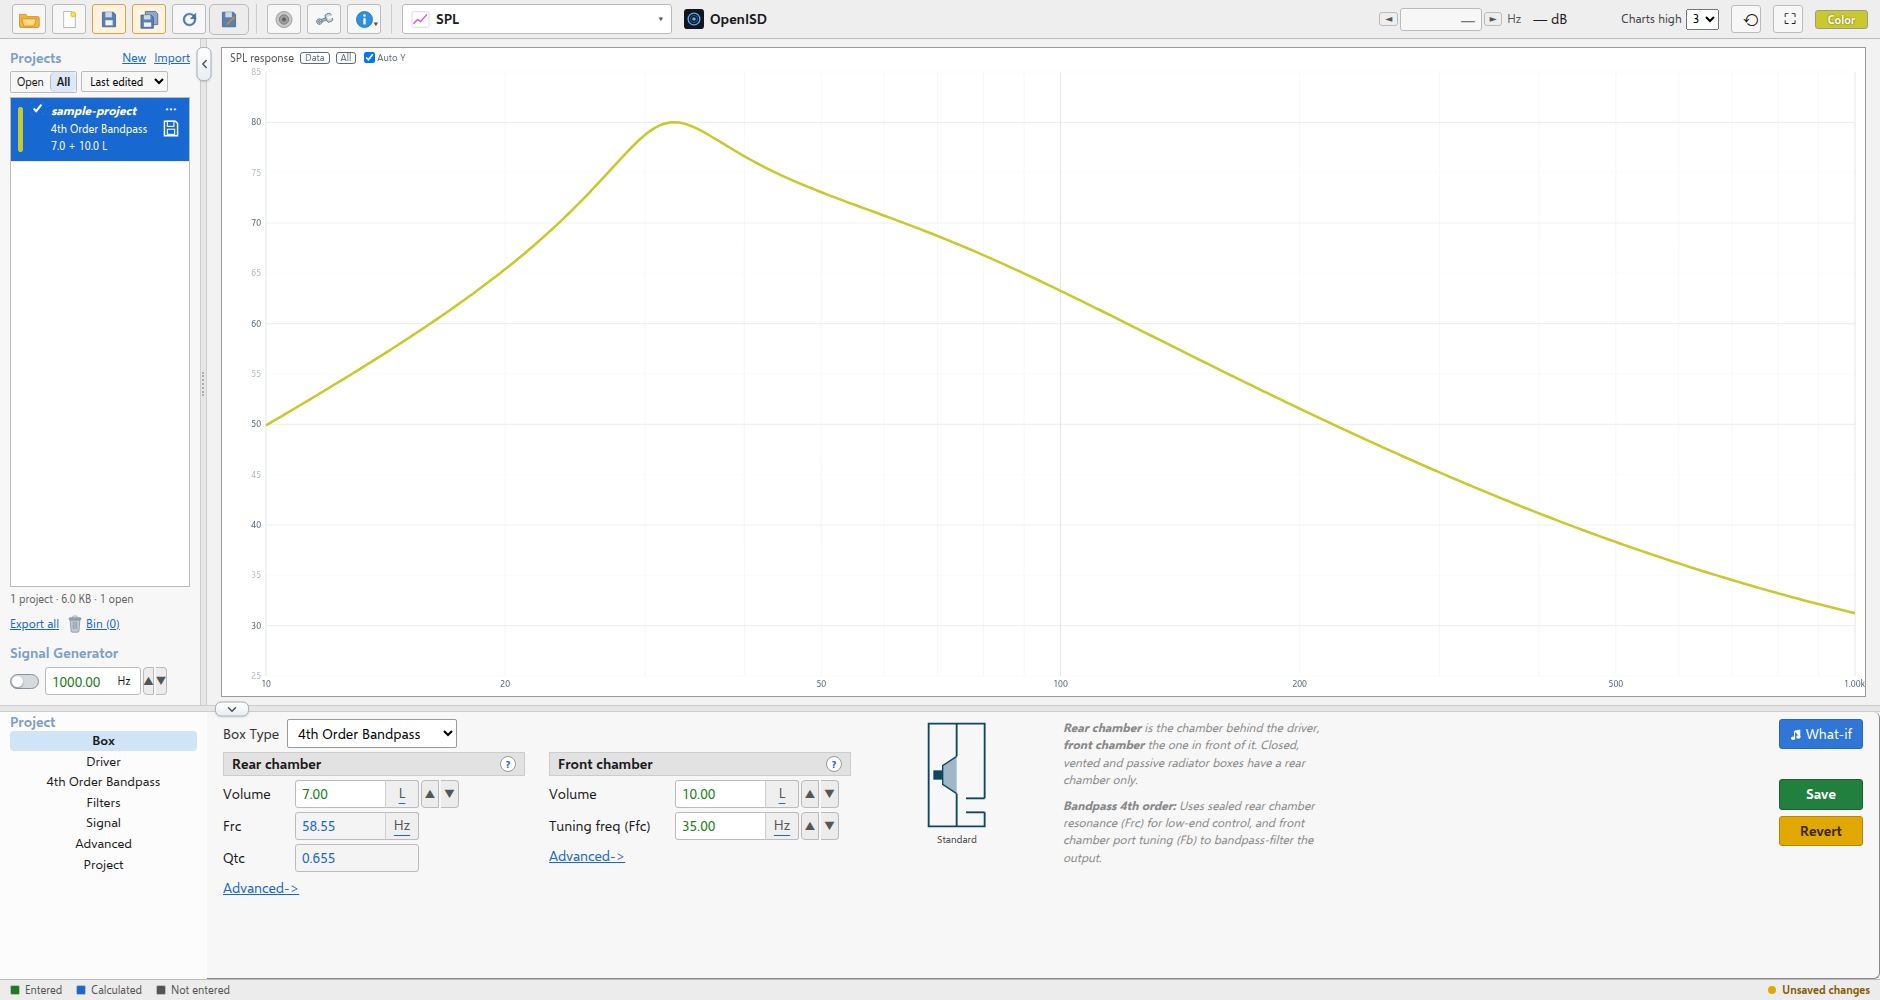 SPL
OpenISD
— Hz — dB
Charts high 3
Color
Projects New Import
Open All Last edited
sample-project
4th Order Bandpass
7.0 + 10.0 L
1 project · 6.0 KB · 1 open
Export all Bin (0)
Signal Generator
1000.00 Hz
SPL response Data All Auto Y
85
80
75
70
65
60
55
50
45
40
35
30
25
10 20 50 100 200 500 1.00k
Project
Box
Driver
4th Order Bandpass
Filters
Signal
Advanced
Project
Box Type 4th Order Bandpass
Rear chamber ?
Volume 7.00 L
Frc 58.55 Hz
Qtc 0.655
Advanced->
Front chamber ?
Volume 10.00 L
Tuning freq (Ffc) 35.00 Hz
Advanced->
Standard
Rear chamber is the chamber behind the driver,
front chamber the one in front of it. Closed,
vented and passive radiator boxes have a rear
chamber only.
Bandpass 4th order: Uses sealed rear chamber
resonance (Frc) for low-end control, and front
chamber port tuning (Fb) to bandpass-filter the
output.
What-if
Save
Revert
Entered Calculated Not entered
Unsaved changes